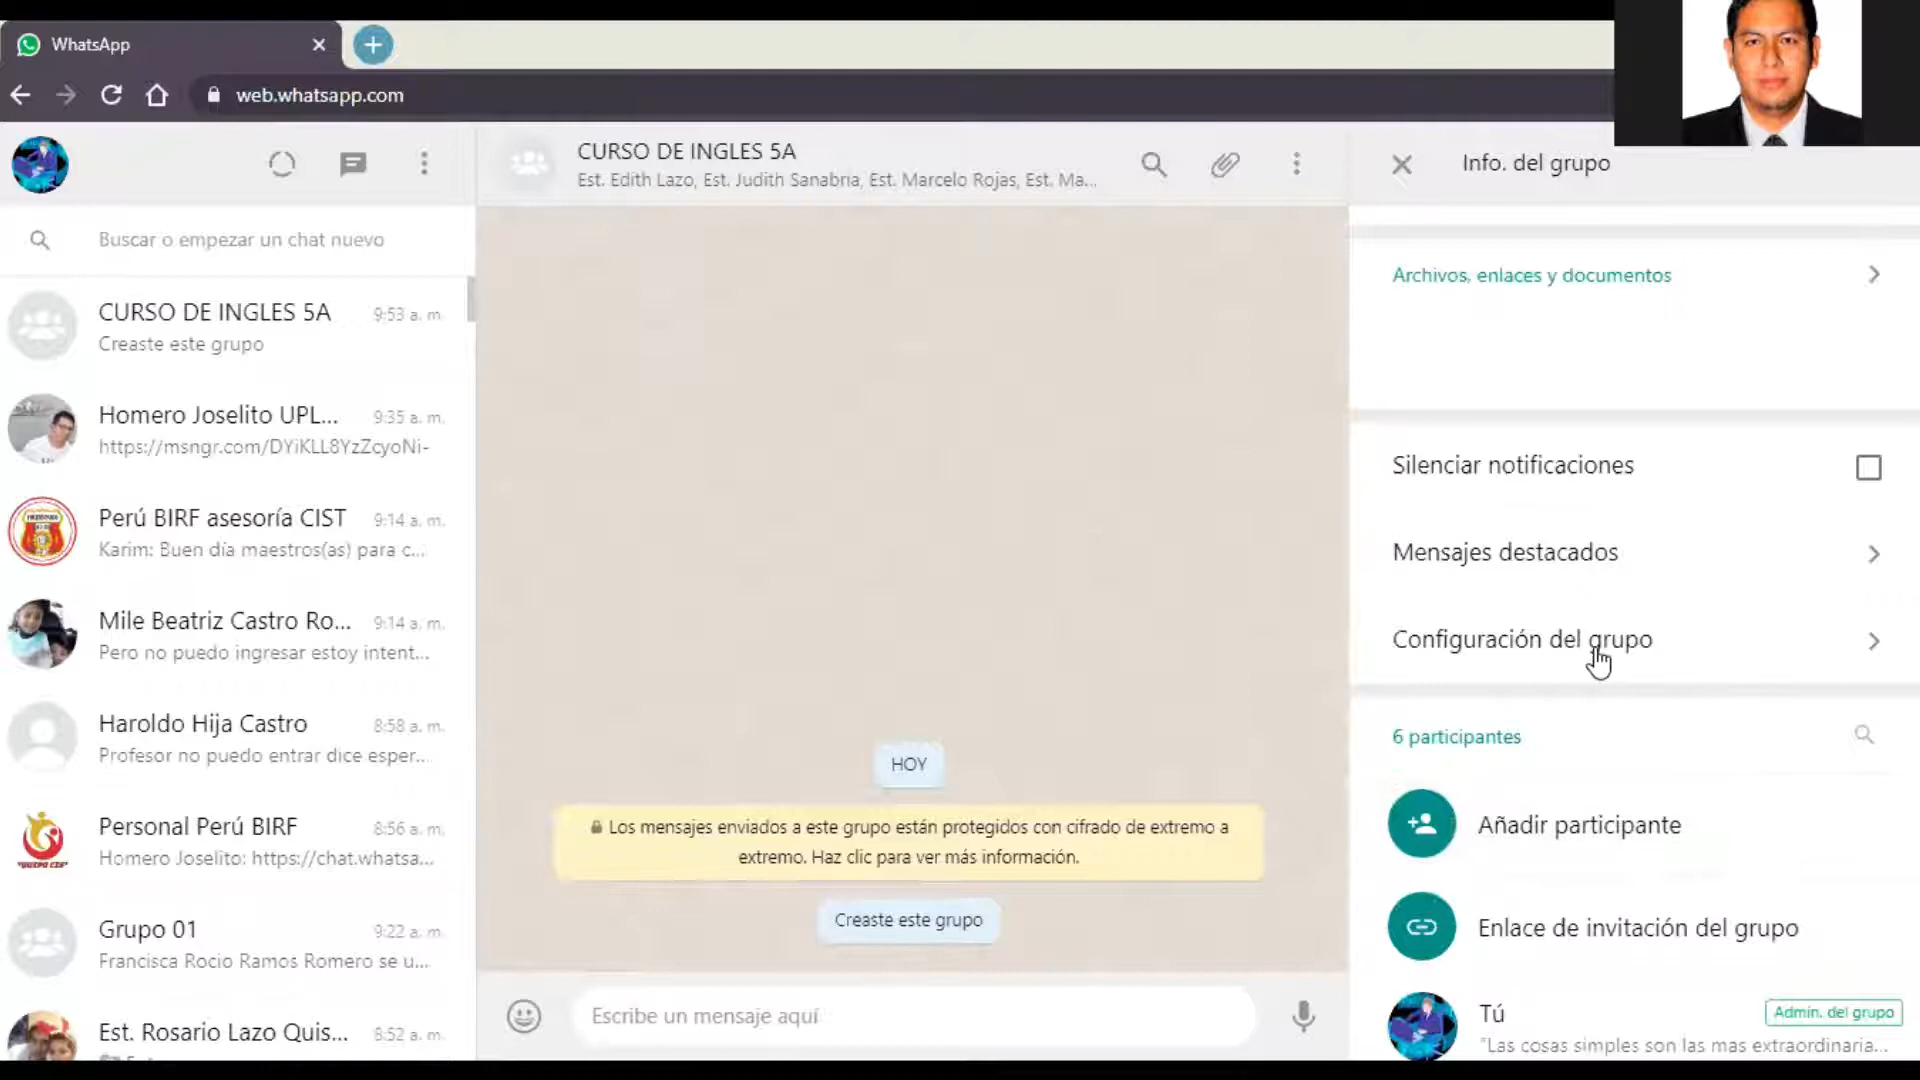 WhatsApp
web.whatsapp.com
Buscar o empezar un chat nuevo
CURSO DE INGLES 5A 9:53 a. m.
Creaste este grupo
Homero Joselito UPL... 9:35 a. m.
https://msngr.com/DYiKLL8YzZcyoNi-
Perú BIRF asesoría CIST 9:14 a. m.
Karim: Buen día maestros(as) para c...
Mile Beatriz Castro Ro... 9:14 a. m.
Pero no puedo ingresar estoy intent...
Haroldo Hija Castro 8:58 a. m.
Profesor no puedo entrar dice esper...
Personal Perú BIRF 8:56 a. m.
Homero Joselito: https://chat.whatsa...
Grupo 01 9:22 a. m.
Francisca Rocio Ramos Romero se u...
Est. Rosario Lazo Quis... 8:52 a. m.
CURSO DE INGLES 5A
Est. Edith Lazo, Est. Judith Sanabria, Est. Marcelo Rojas, Est. Ma...
HOY
Los mensajes enviados a este grupo están protegidos con cifrado de extremo a
extremo. Haz clic para ver más información.
Creaste este grupo
Escribe un mensaje aquí
Info. del grupo
Archivos, enlaces y documentos
Silenciar notificaciones
Mensajes destacados
Configuración del grupo
6 participantes
Añadir participante
Enlace de invitación del grupo
Tú Admin. del grupo
"Las cosas simples son las mas extraordinaria...